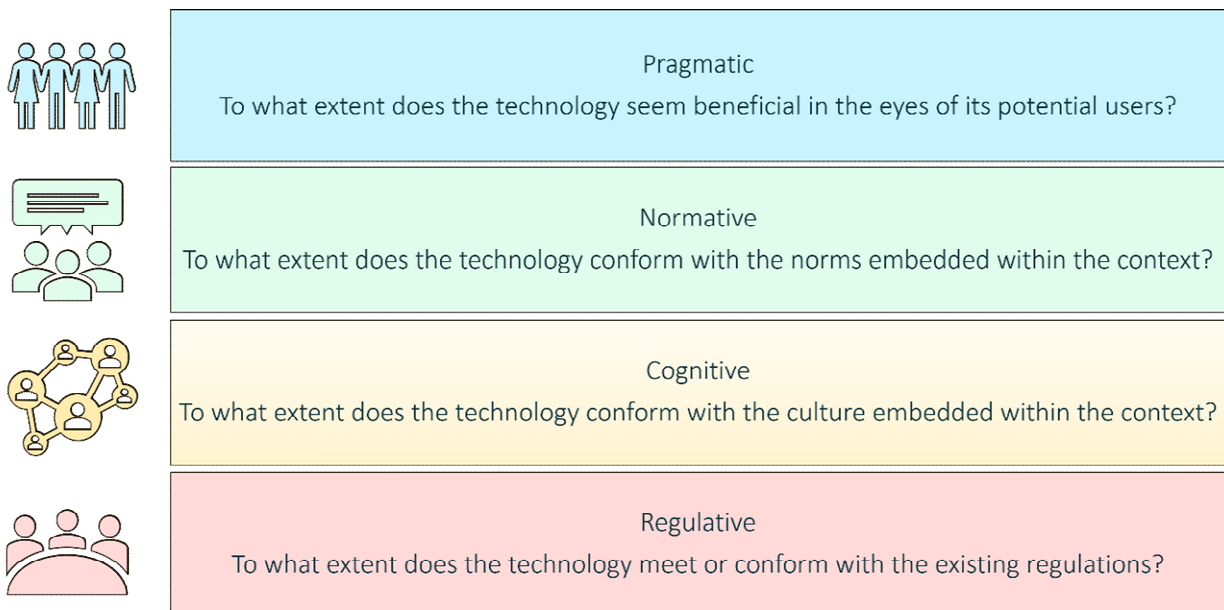 Pragmatic
To what extent does the technology seem beneficial in the eyes of its potential users?
Normative
To what extent does the technology conform with the norms embedded within the context?
Cognitive
To what extent does the technology conform with the culture embedded within the context?
Regulative
To what extent does the technology meet or conform with the existing regulations?